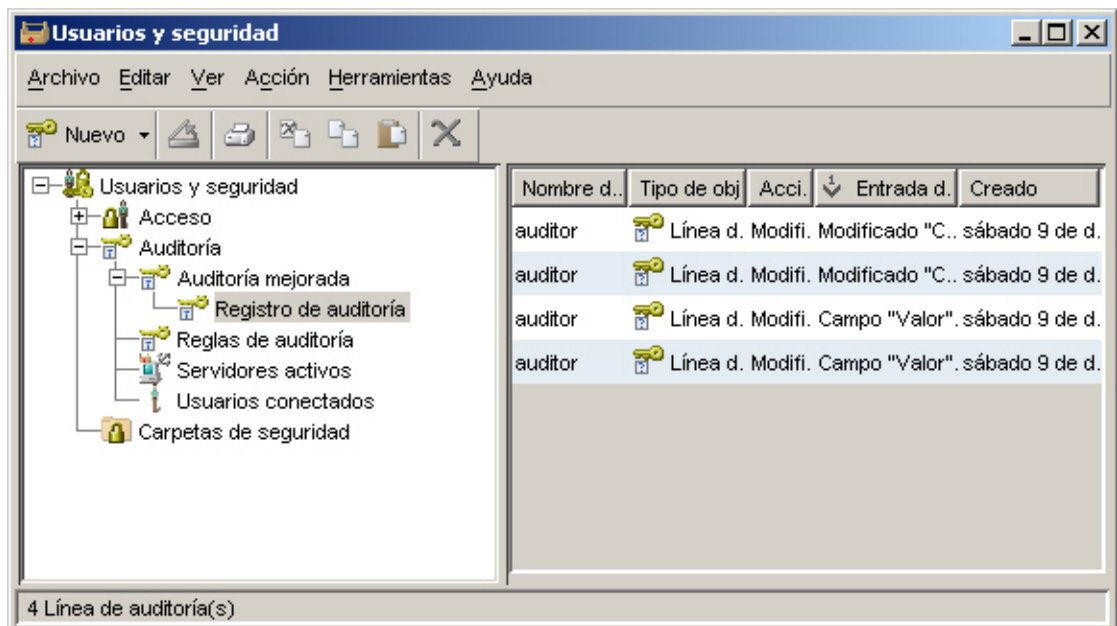 Usuarios y seguridad
Archivo Editar Ver Acción Herramientas Ayuda
Nuevo
Usuarios y seguridad
Acceso
Auditoría
Auditoría mejorada
Registro de auditoría
Reglas de auditoría
Servidores activos
Usuarios conectados
Carpetas de seguridad
Nombre d.. Tipo de obj Acci. 1 Entrada d. Creado
auditor Línea d. Modifi. Modificado "C.. sábado 9 de d.
auditor Línea d. Modifi. Modificado "C.. sábado 9 de d.
auditor Línea d. Modifi. Campo "Valor". sábado 9 de d.
auditor Línea d. Modifi. Campo "Valor". sábado 9 de d.
4 Línea de auditoría(s)